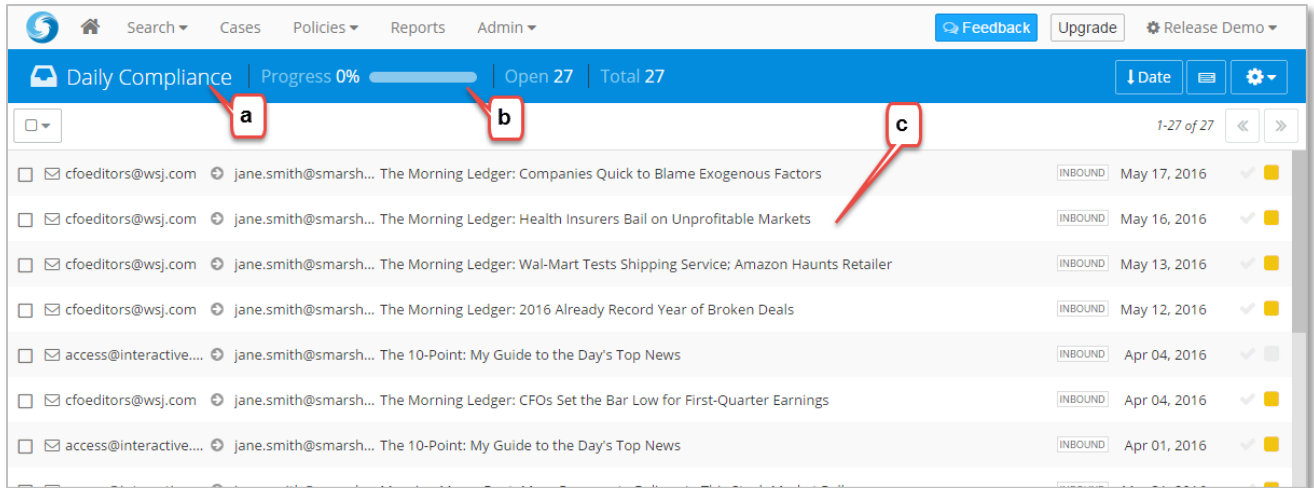 Search Cases Policies Reports Admin Feedback Upgrade Release Demo
Daily Compliance Progress 0% Open 27 Total 27 Date
a b c
1-27 of 27
cfoeditors@wsj.com jane.smith@smarsh... The Morning Ledger: Companies Quick to Blame Exogenous Factors INBOUND May 17, 2016
cfoeditors@wsj.com jane.smith@smarsh... The Morning Ledger: Health Insurers Bail on Unprofitable Markets INBOUND May 16, 2016
cfoeditors@wsj.com jane.smith@smarsh... The Morning Ledger: Wal-Mart Tests Shipping Service; Amazon Haunts Retailer INBOUND May 13, 2016
cfoeditors@wsj.com jane.smith@smarsh... The Morning Ledger: 2016 Already Record Year of Broken Deals INBOUND May 12, 2016
access@interactive.... jane.smith@smarsh... The 10-Point: My Guide to the Day's Top News INBOUND Apr 04, 2016
cfoeditors@wsj.com jane.smith@smarsh... The Morning Ledger: CFOs Set the Bar Low for First-Quarter Earnings INBOUND Apr 04, 2016
access@interactive.... jane.smith@smarsh... The 10-Point: My Guide to the Day's Top News INBOUND Apr 01, 2016